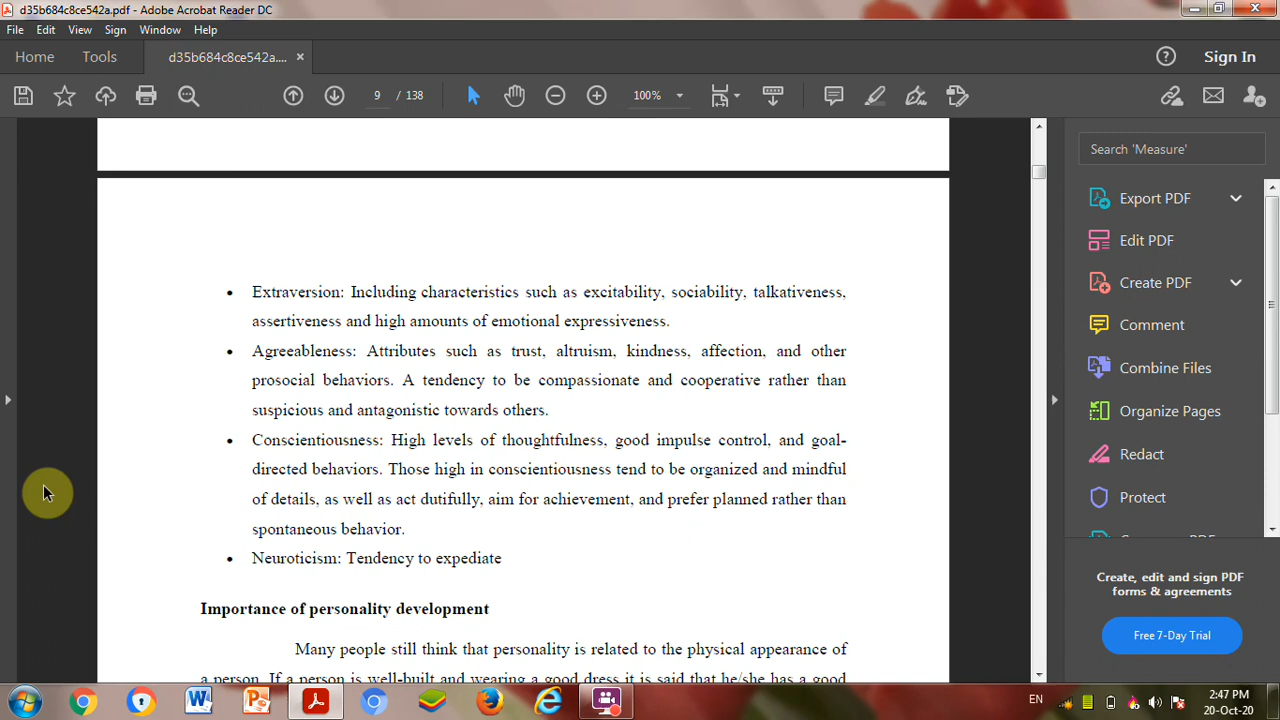 d35b684c8ce542a.pdf - Adobe Acrobat Reader DC
File Edit View Window Sign Help
Home Tools d35b684c8ce542a.... × Sign In
9 / 138 100%
Search 'Measure'
• Extraversion: Including characteristics such as excitability, sociability, talkativeness,
assertiveness and high amounts of emotional expressiveness.
• Agreeableness: Attributes such as trust, altruism, kindness, affection, and other
prosocial behaviors. A tendency to be compassionate and cooperative rather than
suspicious and antagonistic towards others.
• Conscientiousness: High levels of thoughtfulness, good impulse control, and goal-
directed behaviors. Those high in conscientiousness tend to be organized and mindful
of details, as well as act dutifully, aim for achievement, and prefer planned rather than
spontaneous behavior.
• Neuroticism: Tendency to expediate
Importance of personality development
Many people still think that personality is related to the physical appearance of
a person. If a person is well-built and wearing a good dress it is said that he/she has a good
Export PDF
Edit PDF
Create PDF
Comment
Combine Files
Organize Pages
Redact
Protect
Create, edit and sign PDF
forms & agreements
Free 7-Day Trial
EN
2:47 PM
20-Oct-20